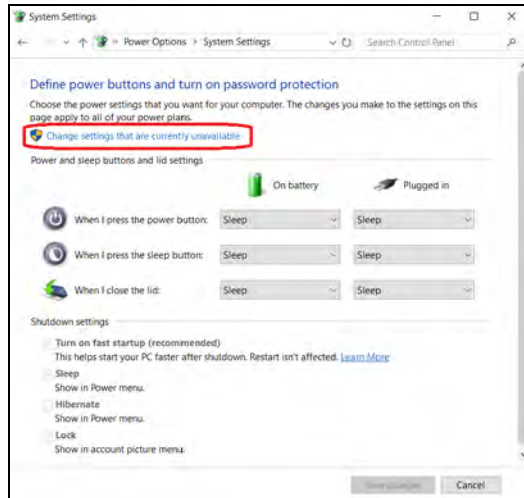 System Settings
Power Options > System Settings
Search Control Panel
Define power buttons and turn on password protection
Choose the power settings that you want for your computer. The changes you make to the settings on this
page apply to all of your power plans.
Change settings that are currently unavailable
Power and sleep buttons and lid settings
On battery Plugged in
When I press the power button: Sleep Sleep
When I press the sleep button: Sleep Sleep
When I close the lid: Sleep Sleep
Shutdown settings
Turn on fast startup (recommended)
This helps start your PC faster after shutdown. Restart isn't affected. Learn More
Sleep
Show in Power menu.
Hibernate
Show in Power menu.
Lock
Show in account picture menu.
Save changes Cancel